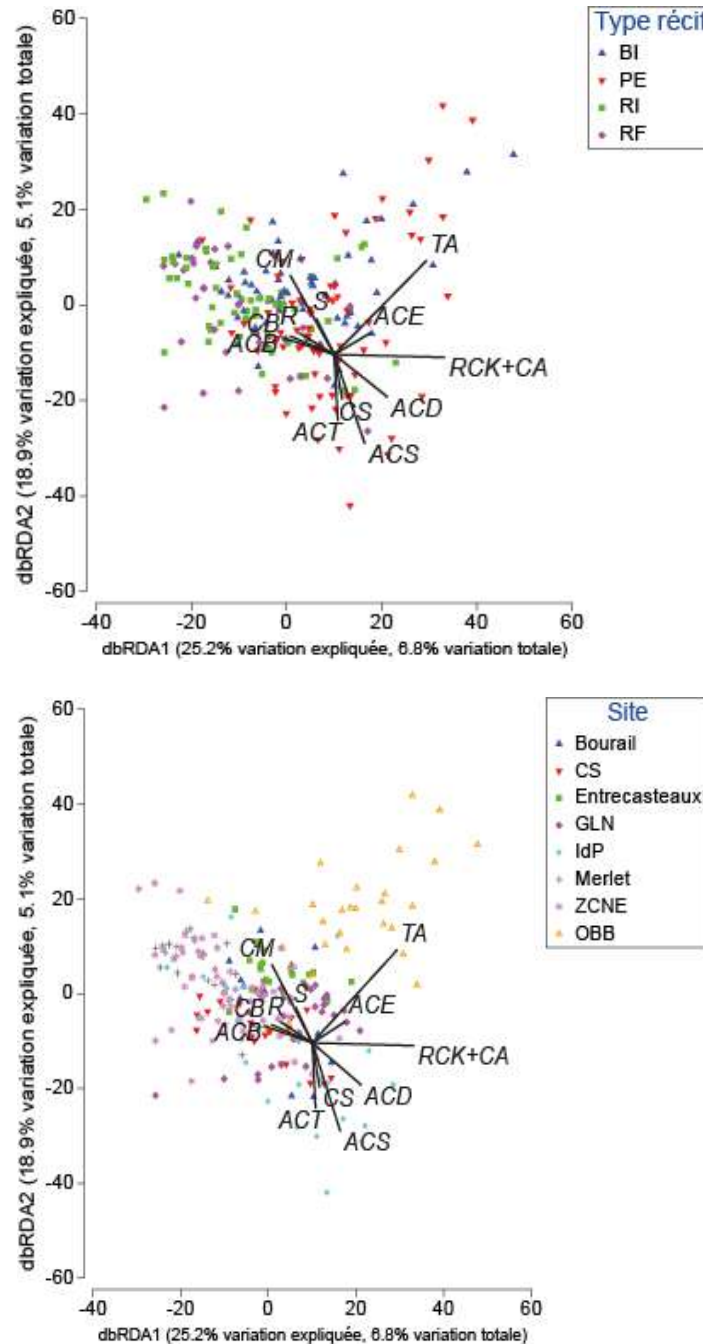 60
40
20
0
-20
-40
-60
dbRDA2 (18.9% variation expliquée, 5.1% variation totale)
Type récif
BI
PE
RI
RF
CM
TA
S
R
ACE
CB
ACB
RCK+CA
CS
ACD
ACT
ACS
-40
-20
0
20
40
60
dbRDA1 (25.2% variation expliquée, 6.8% variation totale)
60
40
20
0
-20
-40
-60
dbRDA2 (18.9% variation expliquée, 5.1% variation totale)
Site
Bourail
CS
Entrecasteaux
GLN
IdP
Merlet
ZCNE
OBB
CM
TA
S
R
ACE
CB
ACB
RCK+CA
CS
ACD
ACT
ACS
-40
-20
0
20
40
60
dbRDA1 (25.2% variation expliquée, 6.8% variation totale)